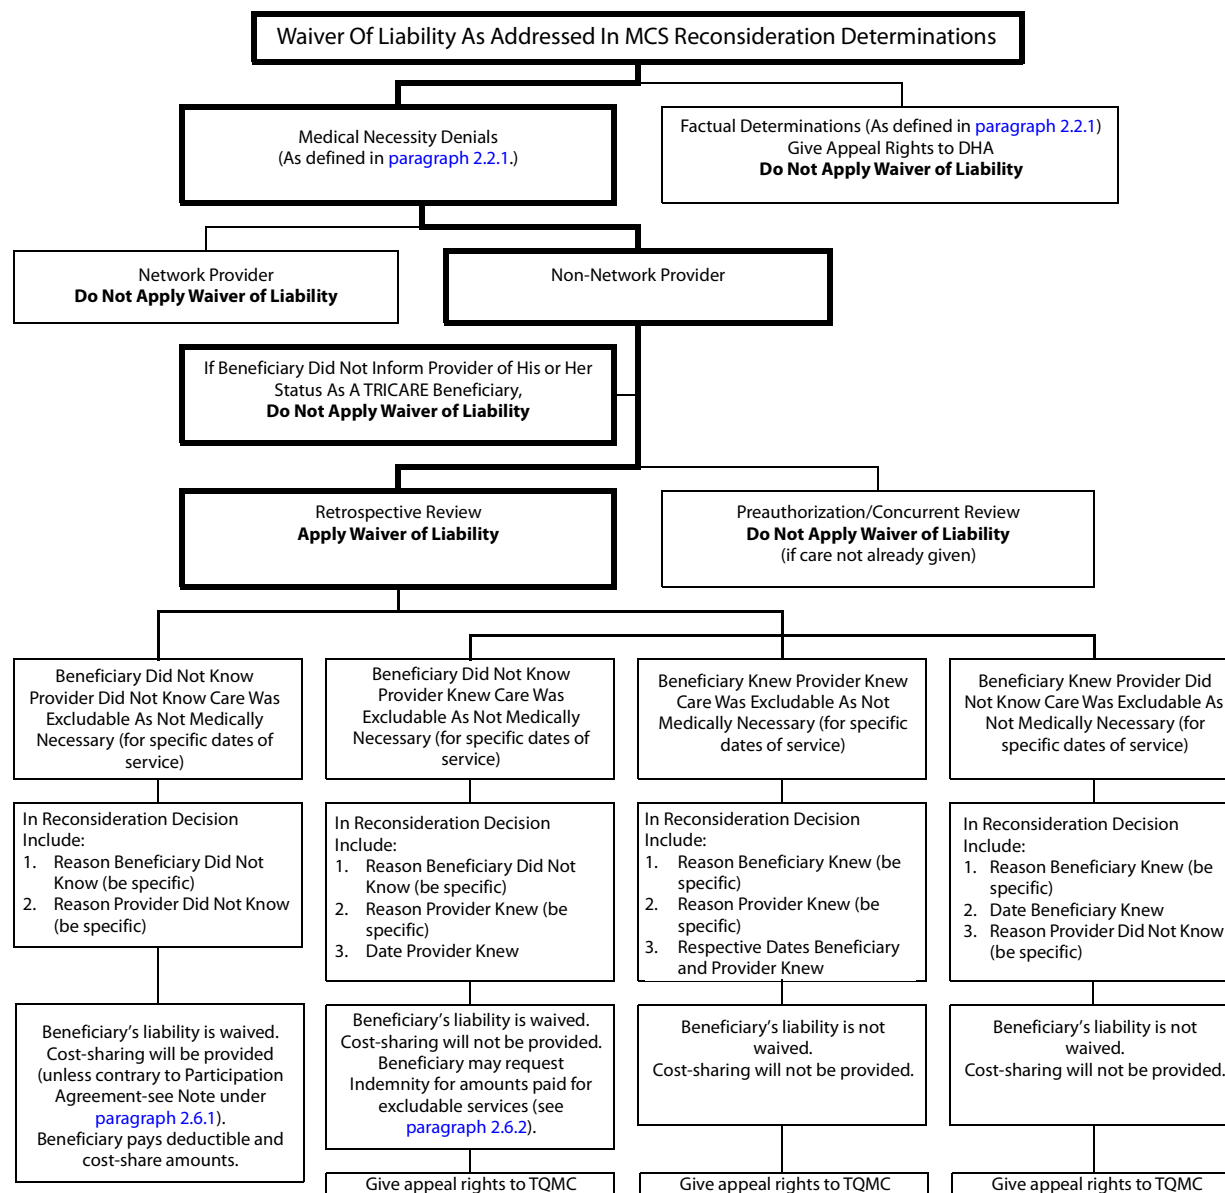 Waiver Of Liability As Addressed In MCS Reconsideration Determinations
Medical Necessity Denials
(As defined in paragraph 2.2.1.)
Factual Determinations (As defined in paragraph 2.2.1)
Give Appeal Rights to DHA
Do Not Apply Waiver of Liability
Network Provider
Do Not Apply Waiver of Liability
Non-Network Provider
If Beneficiary Did Not Inform Provider of His or Her
Status As A TRICARE Beneficiary,
Do Not Apply Waiver of Liability
Retrospective Review
Apply Waiver of Liability
Preauthorization/Concurrent Review
Do Not Apply Waiver of Liability
(if care not already given)
Beneficiary Did Not Know
Provider Did Not Know Care Was
Excludable As Not Medically
Necessary (for specific dates of
service)
Beneficiary Did Not Know
Provider Knew Care Was
Excludable As Not Medically
Necessary (for specific dates of
service)
Beneficiary Knew Provider Knew
Care Was Excludable As Not
Medically Necessary (for specific
dates of service)
Beneficiary Knew Provider Did
Not Know Care Was Excludable As
Not Medically Necessary (for
specific dates of service)
In Reconsideration Decision
Include:
1. Reason Beneficiary Did Not
Know (be specific)
2. Reason Provider Did Not Know
(be specific)
In Reconsideration Decision
Include:
1. Reason Beneficiary Did Not
Know (be specific)
2. Reason Provider Knew (be
specific)
3. Date Provider Knew
In Reconsideration Decision
Include:
1. Reason Beneficiary Knew (be
specific)
2. Reason Provider Knew (be
specific)
3. Respective Dates Beneficiary
and Provider Knew
In Reconsideration Decision
Include:
1. Reason Beneficiary Knew (be
specific)
2. Date Beneficiary Knew
3. Reason Provider Did Not Know
(be specific)
Beneficiary's liability is waived.
Cost-sharing will be provided
(unless contrary to Participation
Agreement-see Note under
paragraph 2.6.1).
Beneficiary pays deductible and
cost-share amounts.
Beneficiary's liability is waived.
Cost-sharing will not be provided.
Beneficiary may request
Indemnity for amounts paid for
excludable services (see
paragraph 2.6.2).
Beneficiary's liability is not
waived.
Cost-sharing will not be provided.
Beneficiary's liability is not
waived.
Cost-sharing will not be provided.
Give appeal rights to TQMC
Give appeal rights to TQMC
Give appeal rights to TQMC